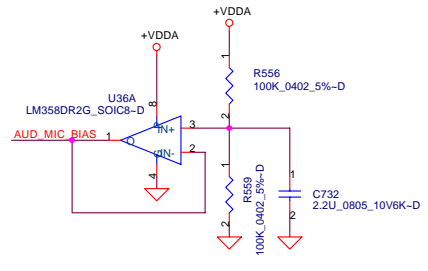 +VDDA
+VDDA
U36A
LM358DR2G_SOIC8~D
8
P
IN+
3
AUD_MIC_BIAS
1
O
IN-
2
G
4
1
R556
100K_0402_5%~D
2
1
R559
100K_0402_5%~D
2
1
C732
2.2U_0805_10V6K~D
2